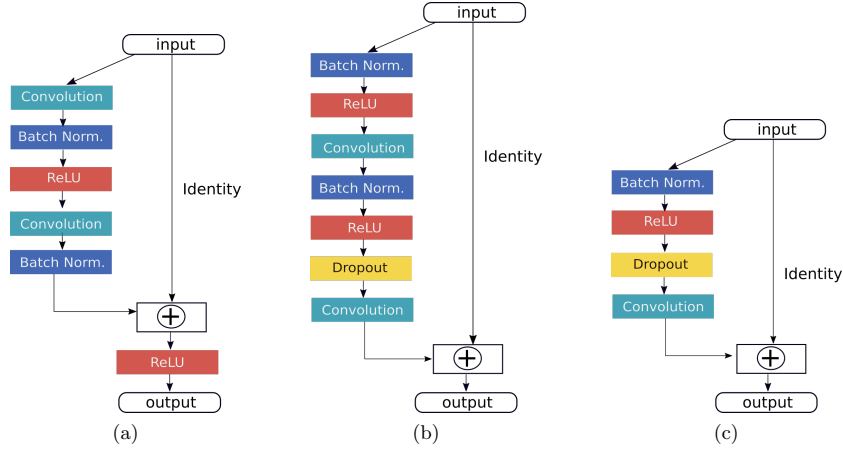 input
Convolution
Batch Norm.
ReLU
Convolution
Batch Norm.
Identity
+
ReLU
output
(a)
input
Batch Norm.
ReLU
Convolution
Batch Norm.
ReLU
Dropout
Convolution
Identity
+
output
(b)
input
Batch Norm.
ReLU
Dropout
Convolution
Identity
+
output
(c)